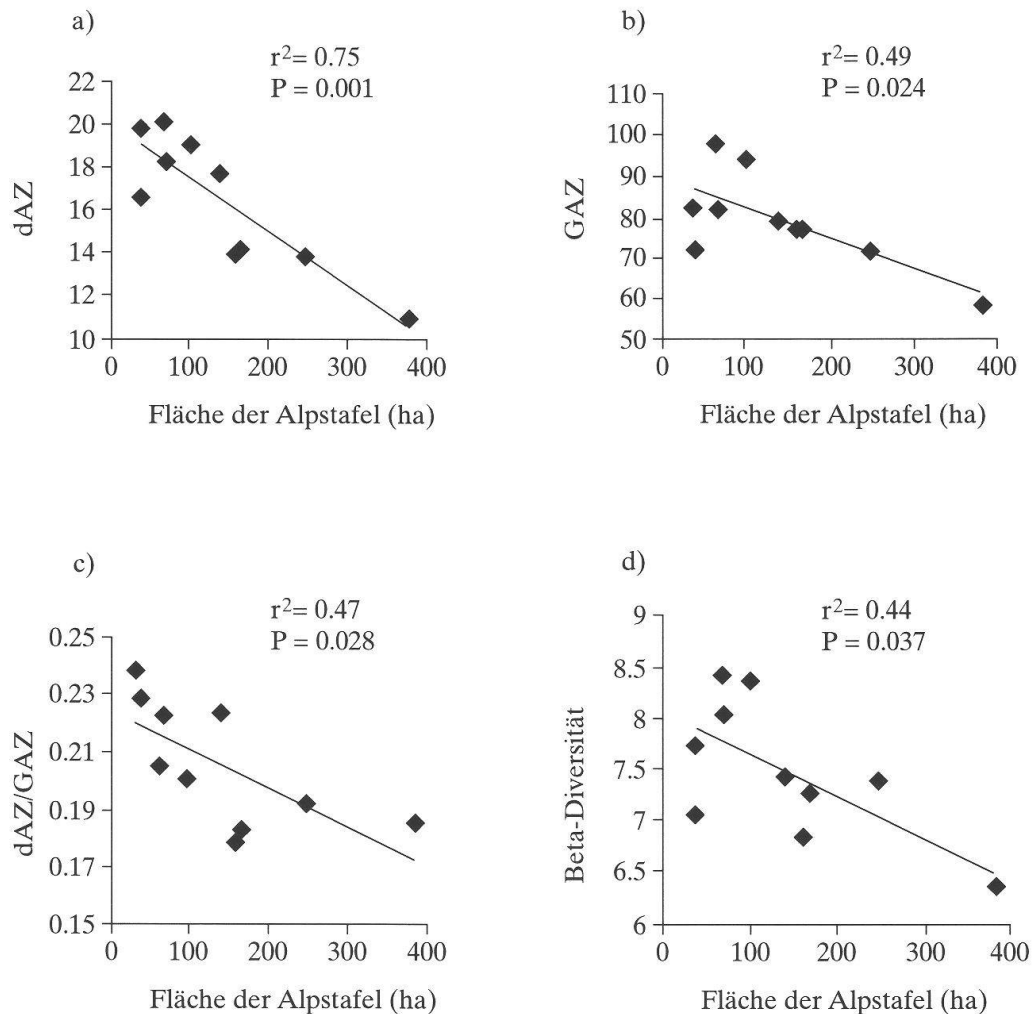 a)
r²= 0.75
P = 0.001
22
20
18
16
14
12
10
dAZ
0 100 200 300 400
Fläche der Alpstafel (ha)
b)
r²= 0.49
P = 0.024
110
100
90
80
70
60
50
GAZ
0 100 200 300 400
Fläche der Alpstafel (ha)
c)
r²= 0.47
P = 0.028
0.25
0.23
0.21
0.19
0.17
0.15
dAZ/GAZ
0 100 200 300 400
Fläche der Alpstafel (ha)
d)
r²= 0.44
P = 0.037
9
8.5
8
7.5
7
6.5
6
Beta-Diversität
0 100 200 300 400
Fläche der Alpstafel (ha)